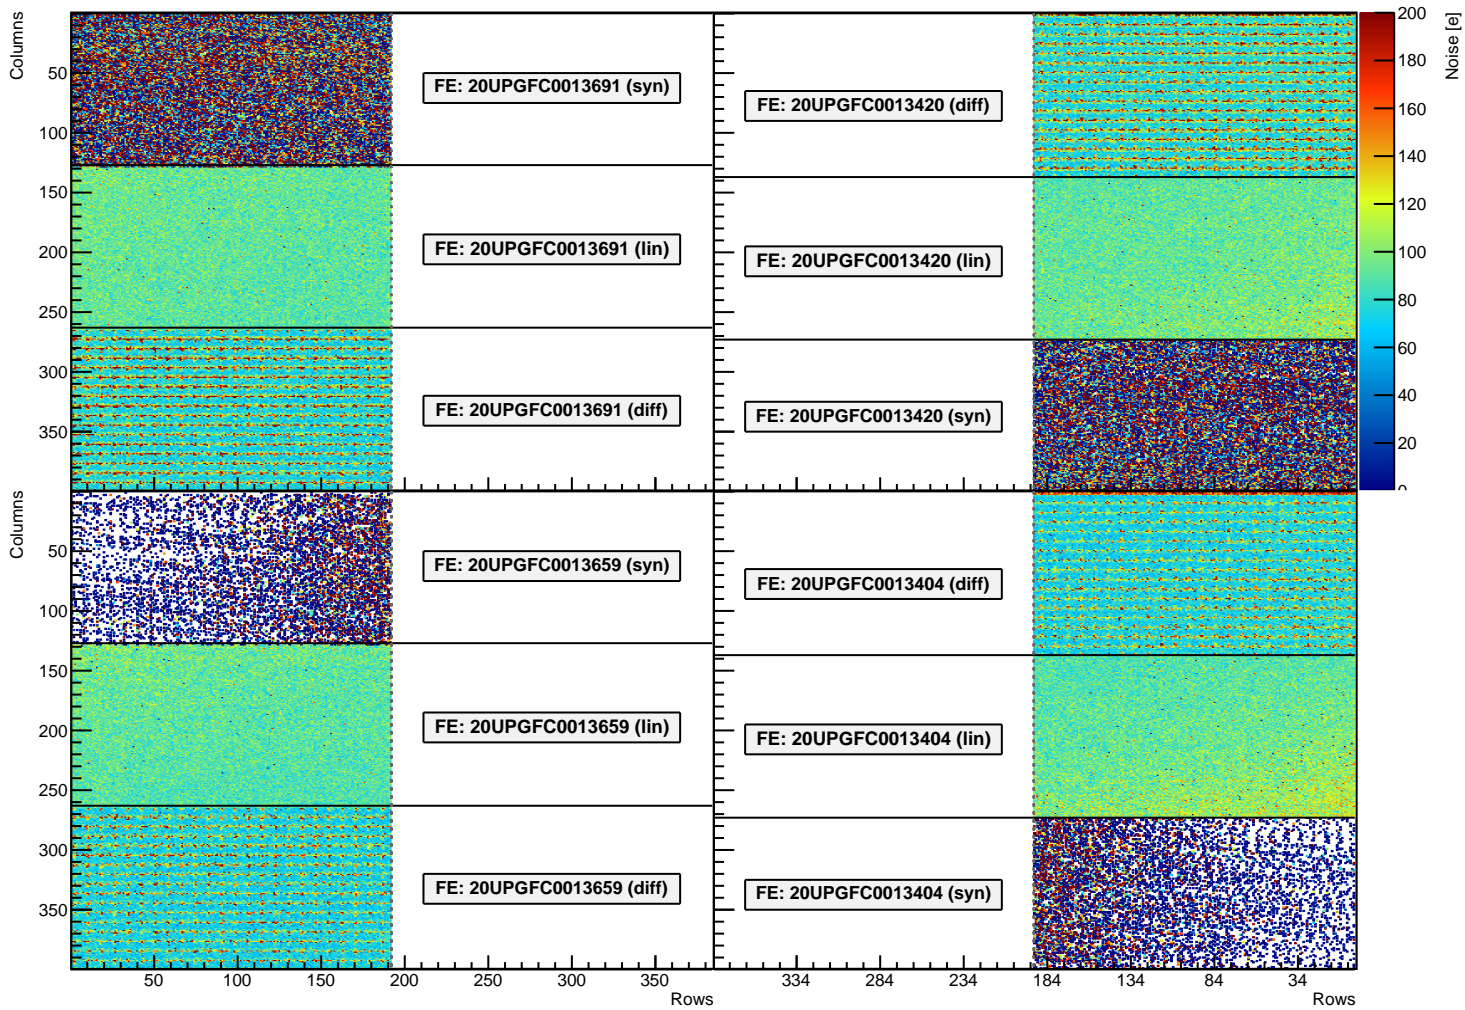 Columns
50
100
150
200
250
300
350
FE: 20UPGFC0013691 (syn)
FE: 20UPGFC0013691 (lin)
FE: 20UPGFC0013691 (diff)
FE: 20UPGFC0013420 (diff)
FE: 20UPGFC0013420 (lin)
FE: 20UPGFC0013420 (syn)
200
180
160
140
120
100
80
60
40
20
0
Noise [e]
Columns
50
100
150
200
250
300
350
FE: 20UPGFC0013659 (syn)
FE: 20UPGFC0013659 (lin)
FE: 20UPGFC0013659 (diff)
FE: 20UPGFC0013404 (diff)
FE: 20UPGFC0013404 (lin)
FE: 20UPGFC0013404 (syn)
50 100 150 200 250 300 350
Rows
334 284 234 184 134 84 34
Rows